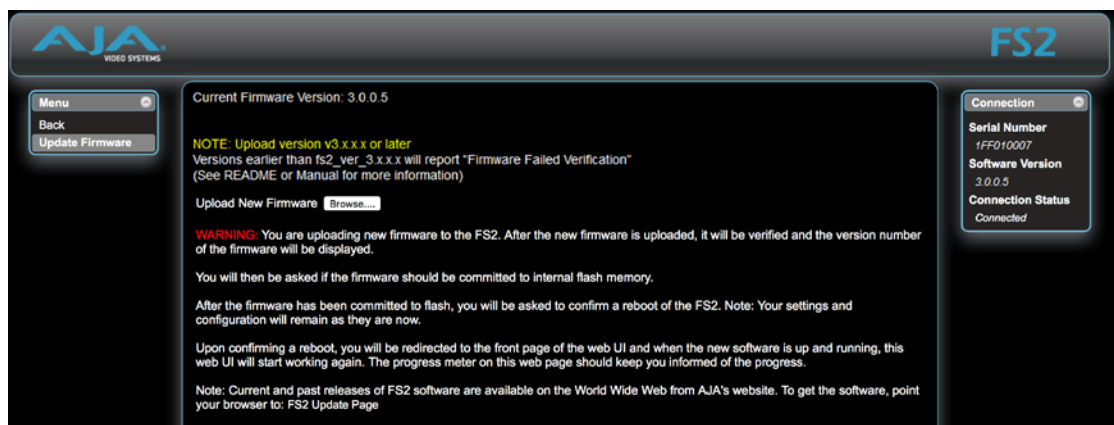 AJA
VIDEO SYSTEMS
FS2
Menu
Back
Update Firmware
Current Firmware Version: 3.0.0.5
NOTE: Upload version v3.x.x or later
Versions earlier than fs2_ver_3.x.x.x will report "Firmware Failed Verification"
(See README or Manual for more information)
Upload New Firmware Browse....
WARNING: You are uploading new firmware to the FS2. After the new firmware is uploaded, it will be verified and the version number
of the firmware will be displayed.
You will then be asked if the firmware should be committed to internal flash memory.
After the firmware has been committed to flash, you will be asked to confirm a reboot of the FS2. Note: Your settings and
configuration will remain as they are now.
Upon confirming a reboot, you will be redirected to the front page of the web UI and when the new software is up and running, this
web UI will start working again. The progress meter on this web page should keep you informed of the progress.
Note: Current and past releases of FS2 software are available on the World Wide Web from AJA's website. To get the software, point
your browser to: FS2 Update Page
Connection
Serial Number
1FF010007
Software Version
3.0.0.5
Connection Status
Connected